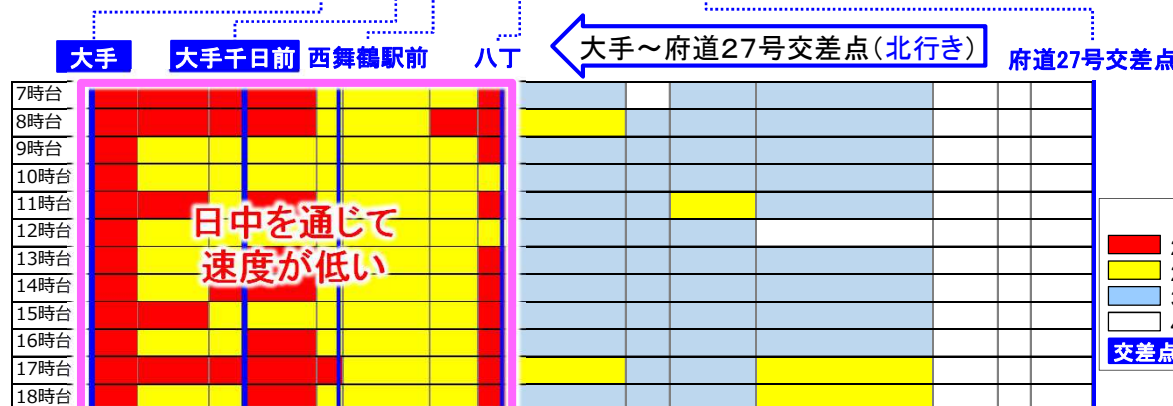 大手～府道27号交差点(北行き)
大手 大手千日前 西舞鶴駅前 八丁 府道27号交差点
7時台
8時台
9時台
10時台
11時台
12時台
13時台
14時台
15時台
16時台
17時台
18時台
日中を通じて
速度が低い